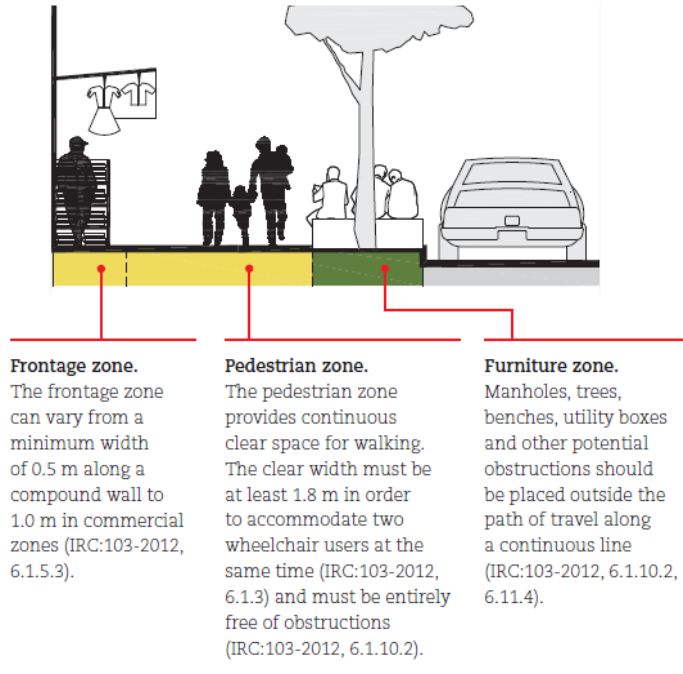 Frontage zone.
The frontage zone
can vary from a
minimum width
of 0.5 m along a
compound wall to
1.0 m in commercial
zones (IRC:103-2012,
6.1.5.3).
Pedestrian zone.
The pedestrian zone
provides continuous
clear space for walking.
The clear width must be
at least 1.8 m in order
to accommodate two
wheelchair users at the
same time (IRC:103-2012,
6.1.3) and must be entirely
free of obstructions
(IRC:103-2012, 6.1.10.2).
Furniture zone.
Manholes, trees,
benches, utility boxes
and other potential
obstructions should
be placed outside the
path of travel along
a continuous line
(IRC:103-2012, 6.1.10.2,
6.11.4).